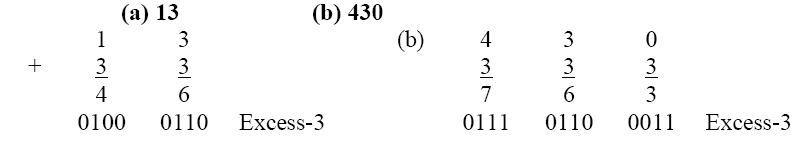 (a) 13 (b) 430
1 3 (b) 4 3 0
+ 3 3 3 3 3
4 6 7 6 3
0100 0110 Excess-3 0111 0110 0011 Excess-3